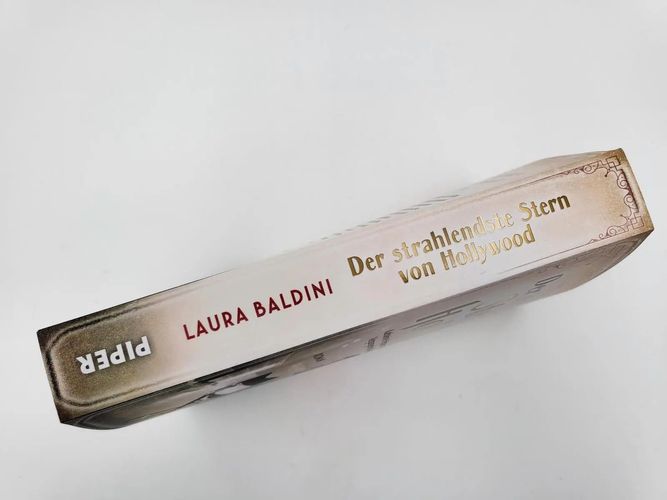 PIPER
LAURA BALDINI
Der strahlendste Stern
von Hollywood